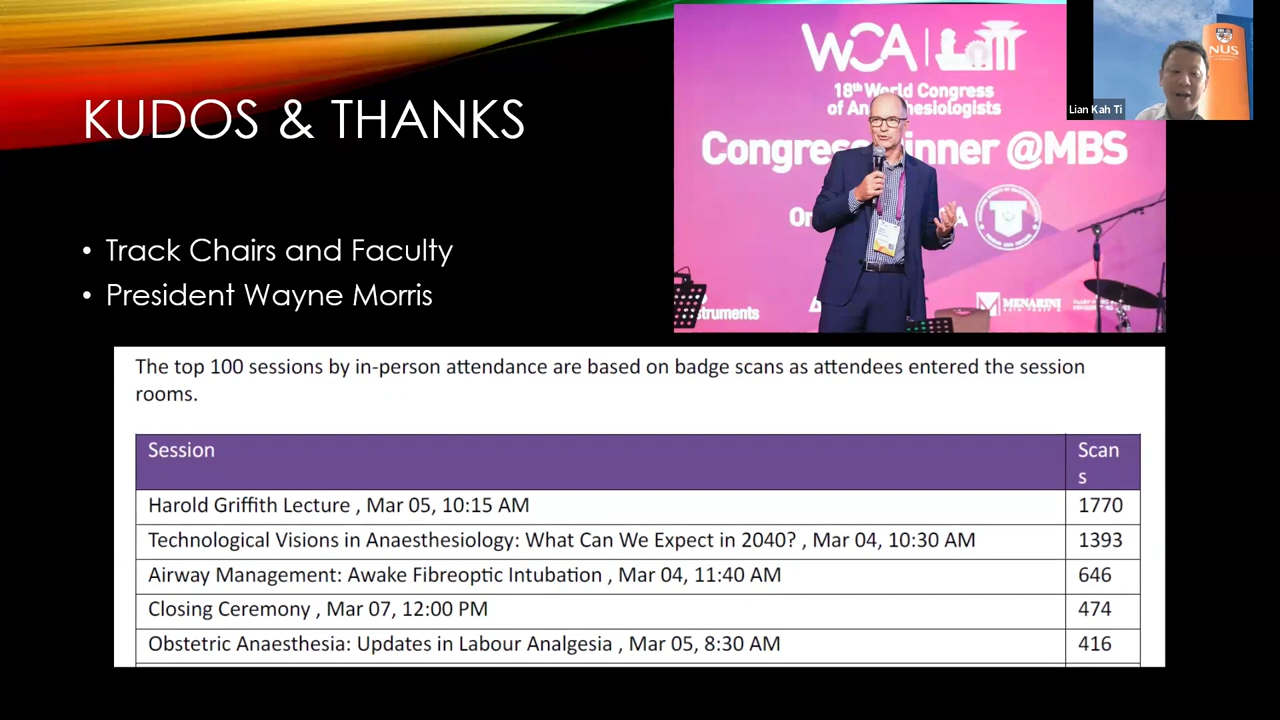 KUDOS & THANKS
• Track Chairs and Faculty
• President Wayne Morris
WCA
18th World Congress
of An hesiologists
Congress Dinner @MBS
struments
MENARINI
Lian Kah Ti
NUS
The top 100 sessions by in-person attendance are based on badge scans as attendees entered the session
rooms.
Session Scan
s
Harold Griffith Lecture , Mar 05, 10:15 AM 1770
Technological Visions in Anaesthesiology: What Can We Expect in 2040? , Mar 04, 10:30 AM 1393
Airway Management: Awake Fibreoptic Intubation , Mar 04, 11:40 AM 646
Closing Ceremony , Mar 07, 12:00 PM 474
Obstetric Anaesthesia: Updates in Labour Analgesia , Mar 05, 8:30 AM 416